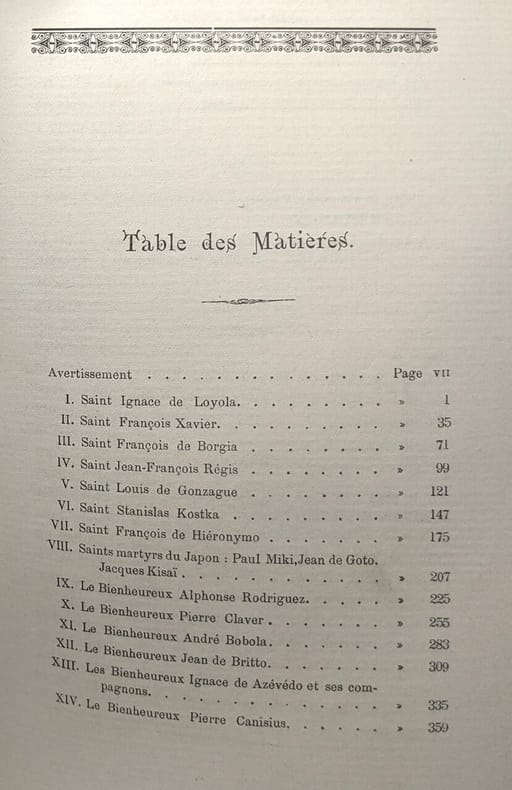 Table des Matières.
Avertissement . . . . . . . . . . . . . . Page VII
I. Saint Ignace de Loyola. . . . . . . . . » 1
II. Saint François Xavier. . . . . . . . . . » 35
III. Saint François de Borgia . . . . . . . . » 71
IV. Saint Jean-François Régis . . . . . . . . » 99
V. Saint Louis de Gonzague . . . . . . . . » 121
VI. Saint Stanislas Kostka . . . . . . . . . » 147
VII. Saint François de Hiéronymo . . . . . . . » 175
VIII. Saints martyrs du Japon : Paul Miki, Jean de Goto,
Jacques Kisaï . . . . . . . . . . . » 207
IX. Le Bienheureux Alphonse Rodriguez. . . . . » 225
X. Le Bienheureux Pierre Claver . . . . . . . » 255
XI. Le Bienheureux André Bobola. . . . . . . » 283
XII. Le Bienheureux Jean de Britto. . . . . . . » 309
XIII. Les Bienheureux Ignace de Azévédo et ses com-
pagnons. . . . . . . . . . . . . . » 335
XIV. Le Bienheureux Pierre Canisius. . . . . . » 359